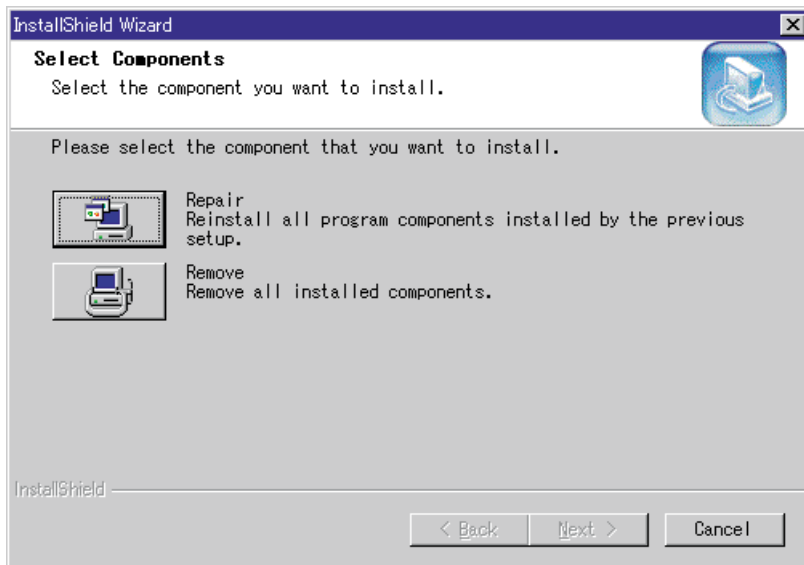 InstallShield Wizard
Select Components
Select the component you want to install.
Please select the component that you want to install.
Repair
Reinstall all program components installed by the previous
setup.
Remove
Remove all installed components.
InstallShield
< Back
Next >
Cancel